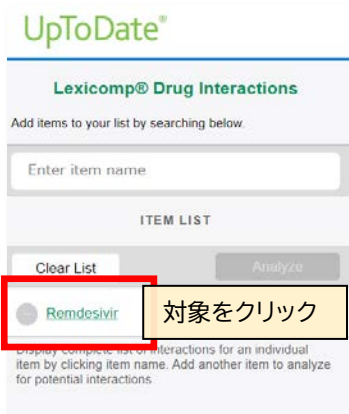 UpToDate®
Lexicomp® Drug Interactions
Add items to your list by searching below.
Enter item name
ITEM LIST
Clear List
Analyze
Remdesivir
対象をクリック
Display complete list of interactions for an individual
item by clicking item name. Add another item to analyze
for potential interactions